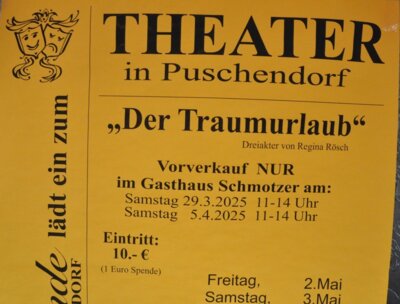 THEATER
in Puschendorf
„Der Traumurlaub“
Dreiakter von Regina Rösch
Vorverkauf NUR
im Gasthaus Schmotzer am:
Samstag 29.3.2025 11-14 Uhr
Samstag 5.4.2025 11-14 Uhr
Eintritt:
10.- €
(1 Euro Spende)
Freitag, 2.Mai
Samstag, 3.Mai
lädt ein zum